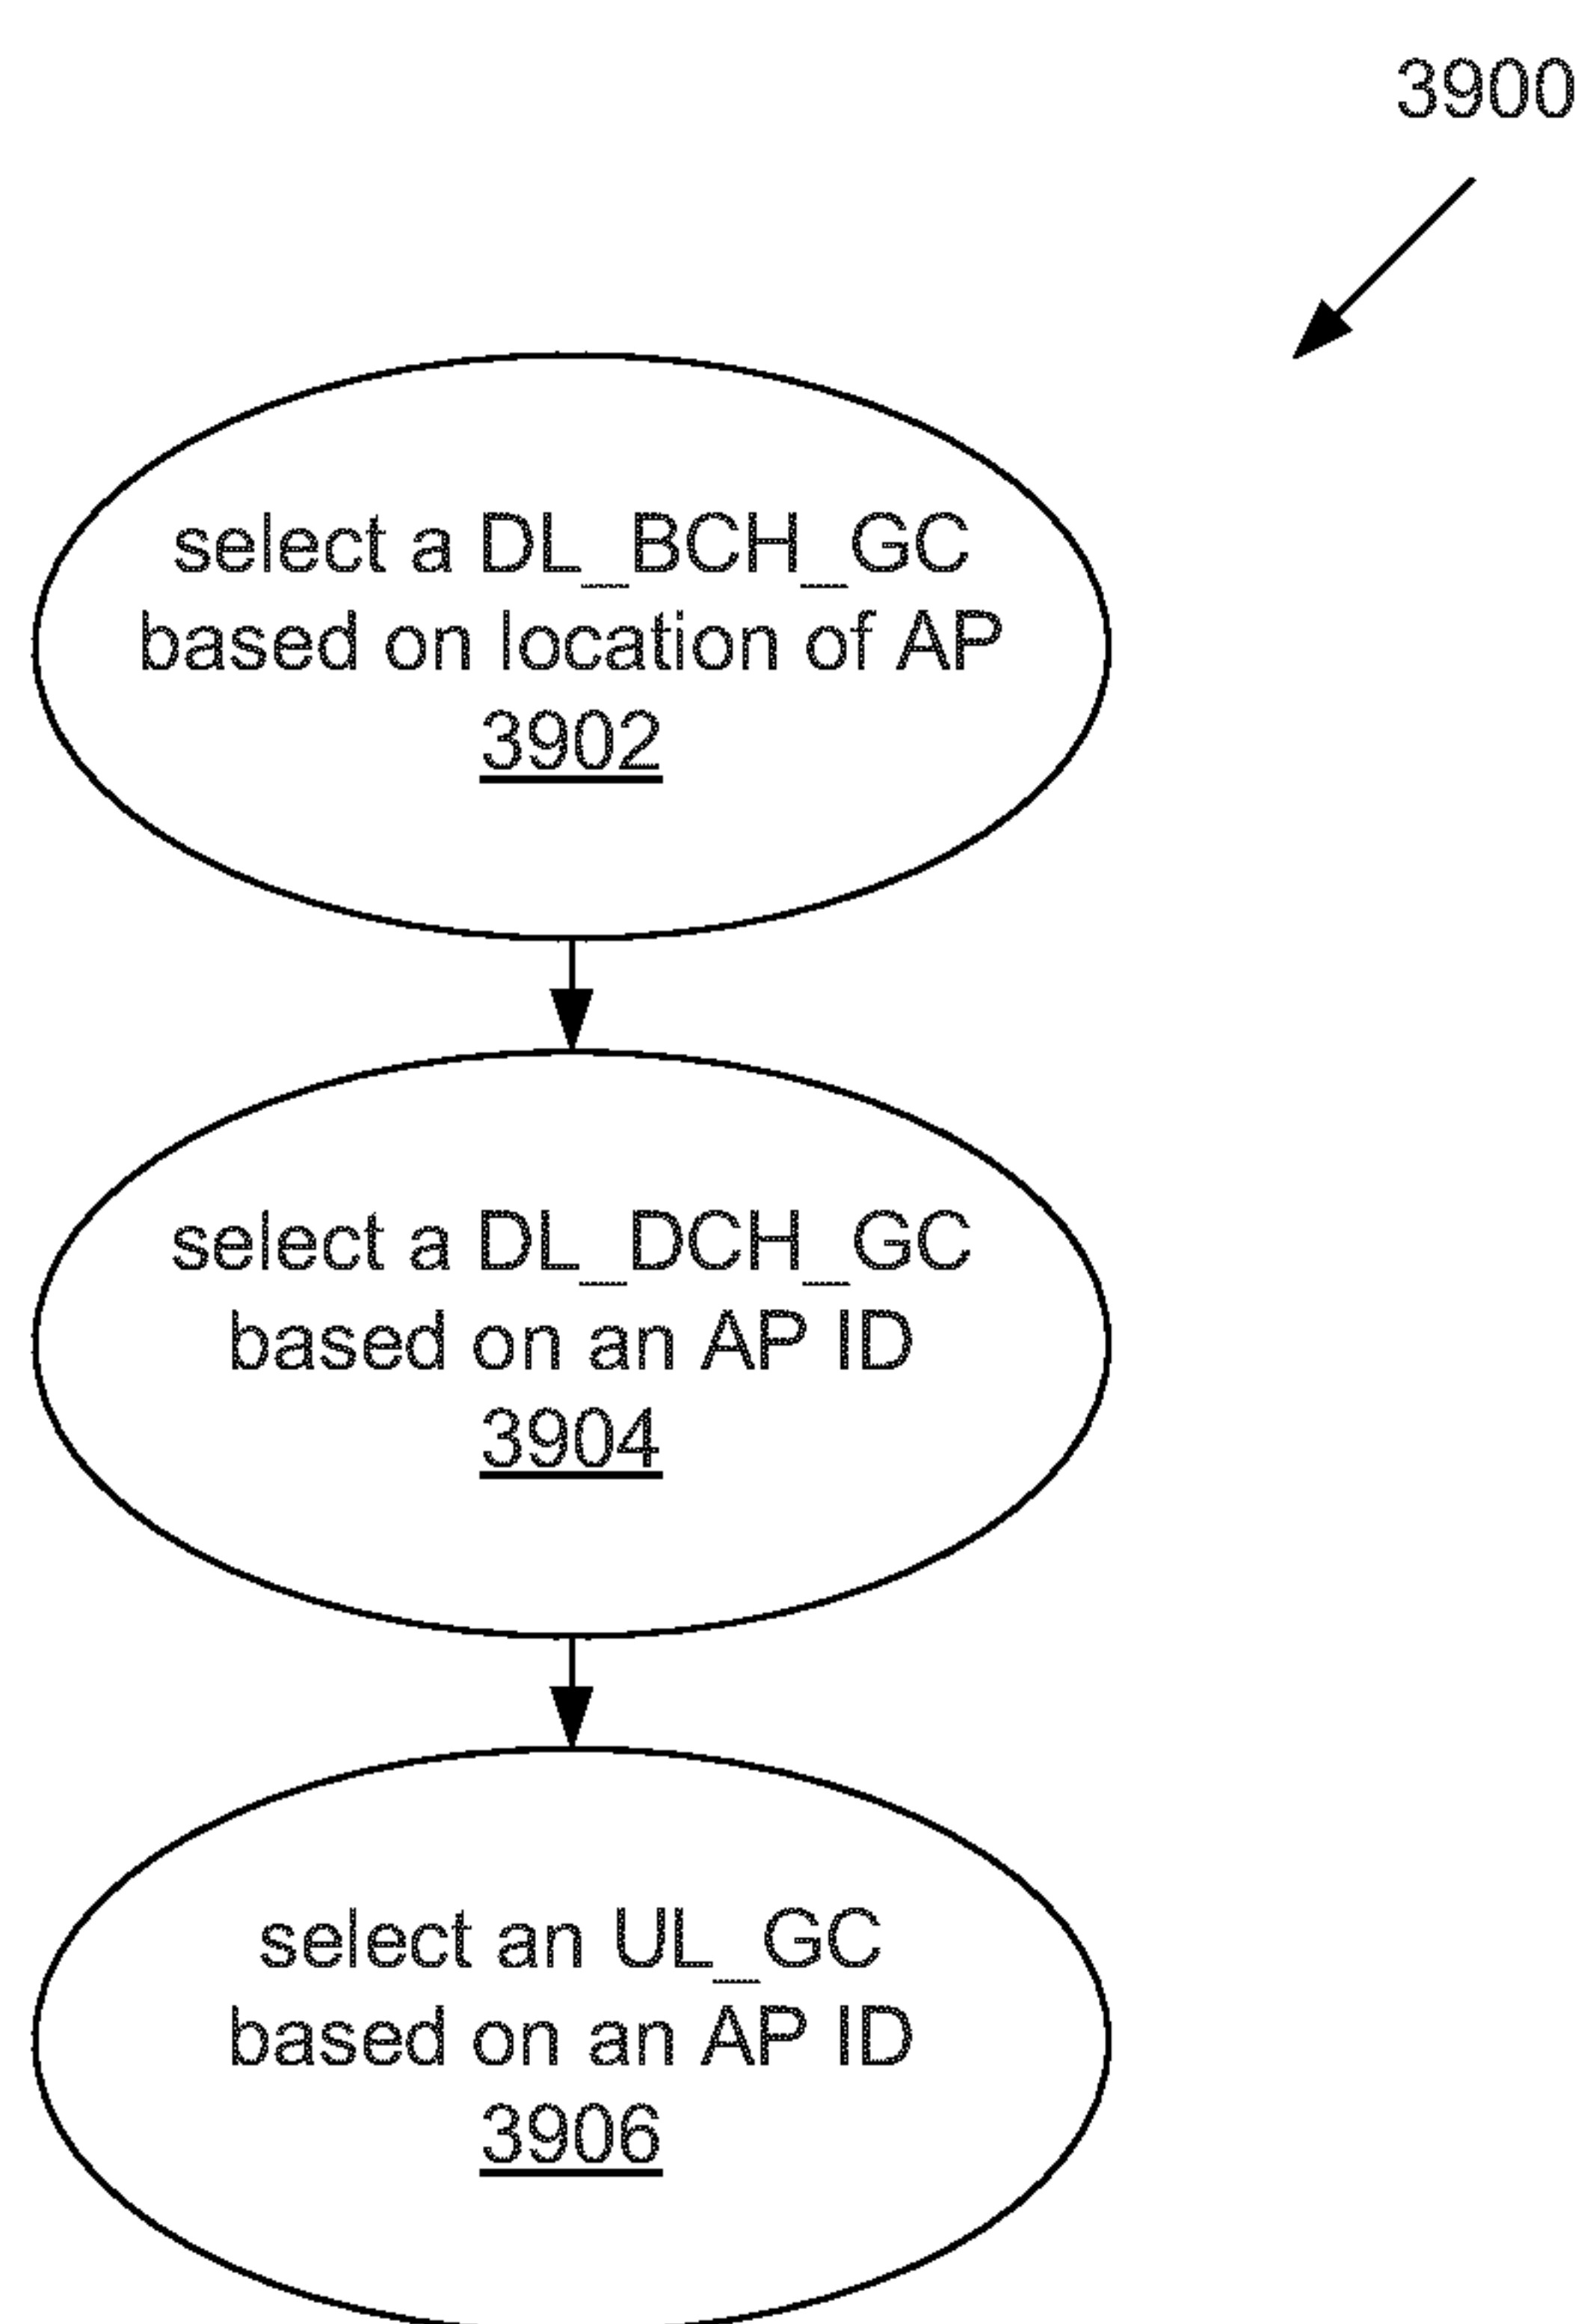 3900
select a DL_BCH_GC
based on location of AP
3902
select a DL_DCH_GC
based on an AP ID
3904
select an UL_GC
based on an AP ID
3906